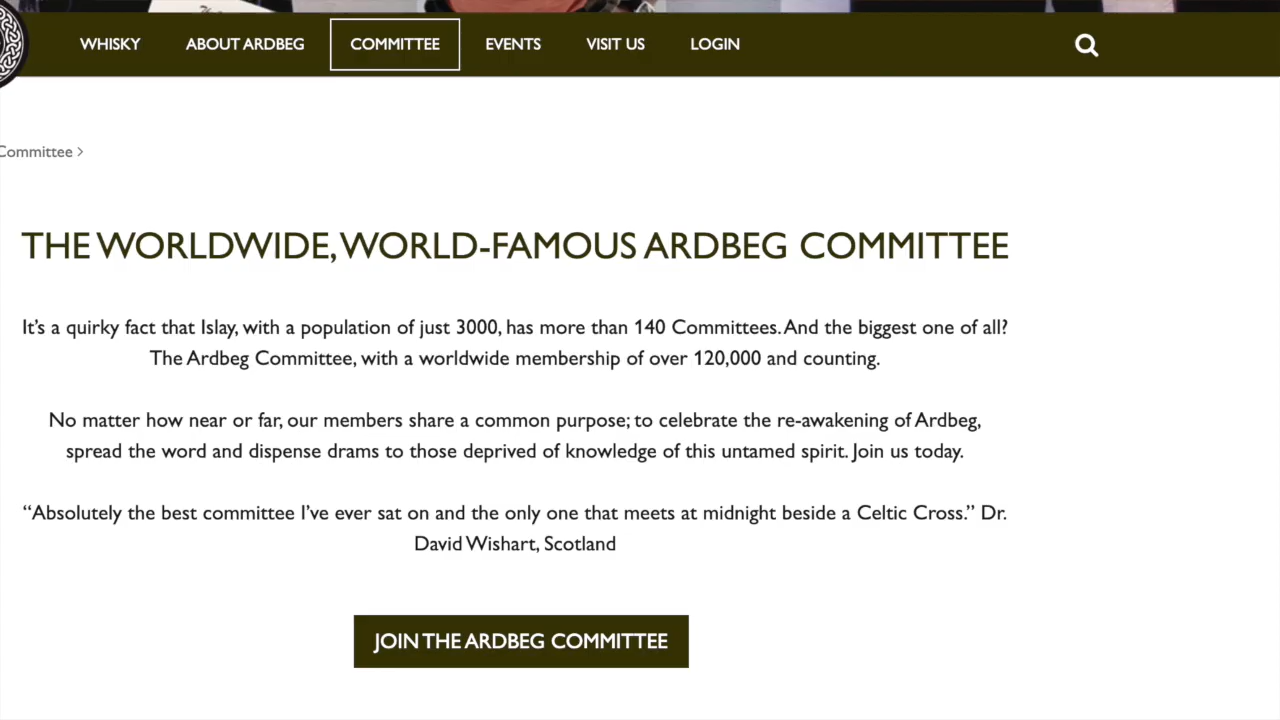 WHISKY ABOUT ARDBEG COMMITTEE EVENTS VISIT US LOGIN
Committee >
THE WORLDWIDE, WORLD-FAMOUS ARDBEG COMMITTEE
It’s a quirky fact that Islay, with a population of just 3000, has more than 140 Committees. And the biggest one of all?
The Ardbeg Committee, with a worldwide membership of over 120,000 and counting.
No matter how near or far, our members share a common purpose; to celebrate the re-awakening of Ardbeg,
spread the word and dispense drams to those deprived of knowledge of this untamed spirit. Join us today.
“Absolutely the best committee I’ve ever sat on and the only one that meets at midnight beside a Celtic Cross.” Dr.
David Wishart, Scotland
JOIN THE ARDBEG COMMITTEE